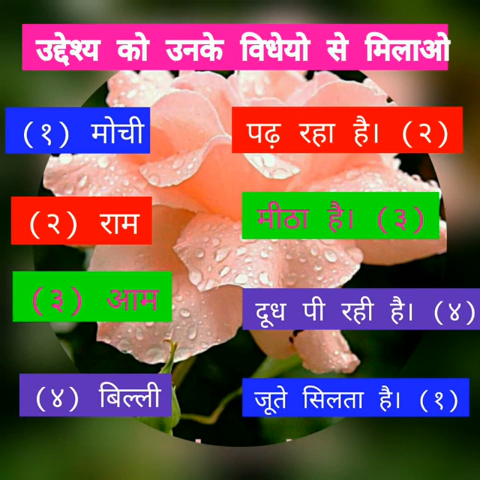 उद्देश्य को उनके विधेयो से मिलाओ
(१) मोची
पढ़ रहा है। (२)
(२) राम
मीठा है। (३)
(३) आम
दूध पी रही है। (४)
(४) बिल्ली
जूते सिलता है। (१)